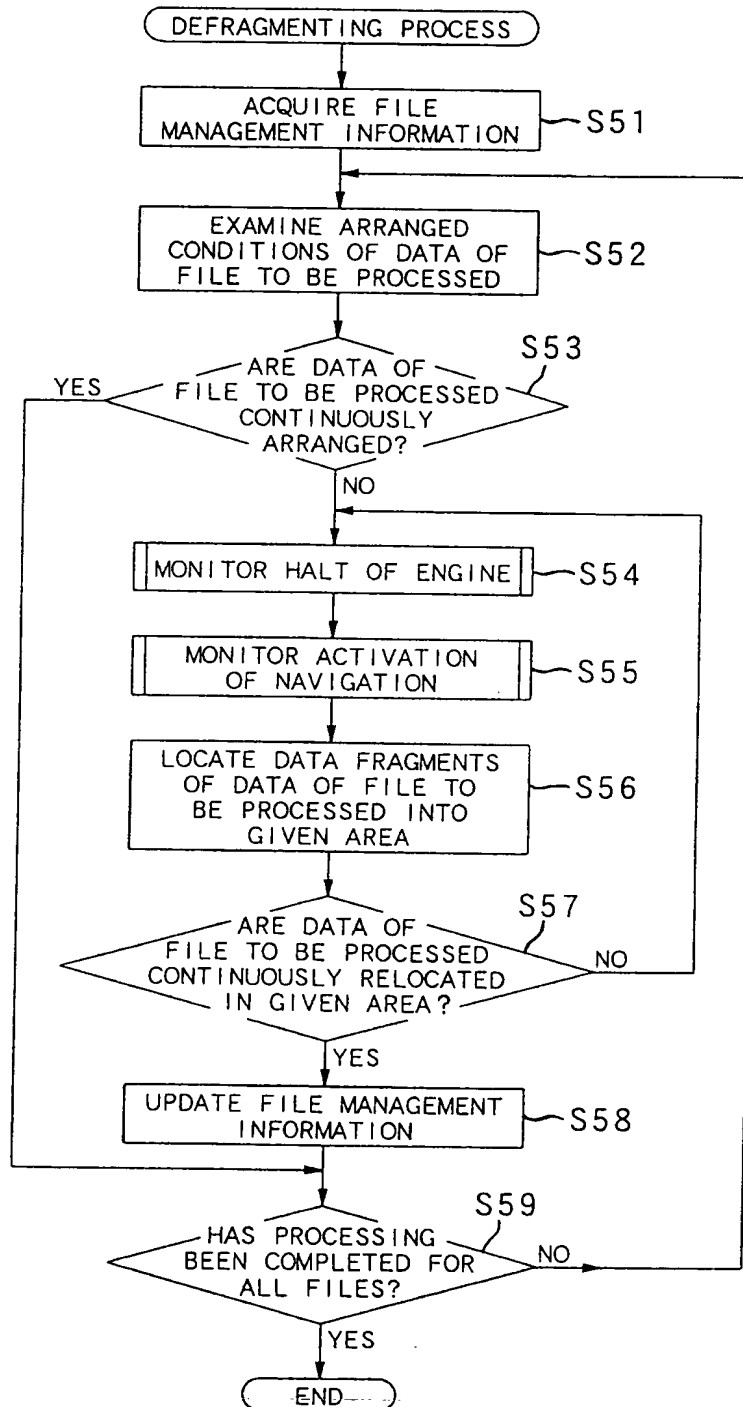 DEFRAGMENTING PROCESS
ACQUIRE FILE
MANAGEMENT INFORMATION
S51
EXAMINE ARRANGED
CONDITIONS OF DATA OF
FILE TO BE PROCESSED
S52
S53
ARE DATA OF
FILE TO BE PROCESSED
CONTINUOUSLY
ARRANGED?
YES
NO
MONITOR HALT OF ENGINE
S54
MONITOR ACTIVATION
OF NAVIGATION
S55
LOCATE DATA FRAGMENTS
OF DATA OF FILE TO
BE PROCESSED INTO
GIVEN AREA
S56
S57
ARE DATA OF
FILE TO BE PROCESSED
CONTINUOUSLY RELOCATED
IN GIVEN AREA?
NO
YES
UPDATE FILE MANAGEMENT
INFORMATION
S58
S59
HAS PROCESSING
BEEN COMPLETED FOR
ALL FILES?
NO
YES
END